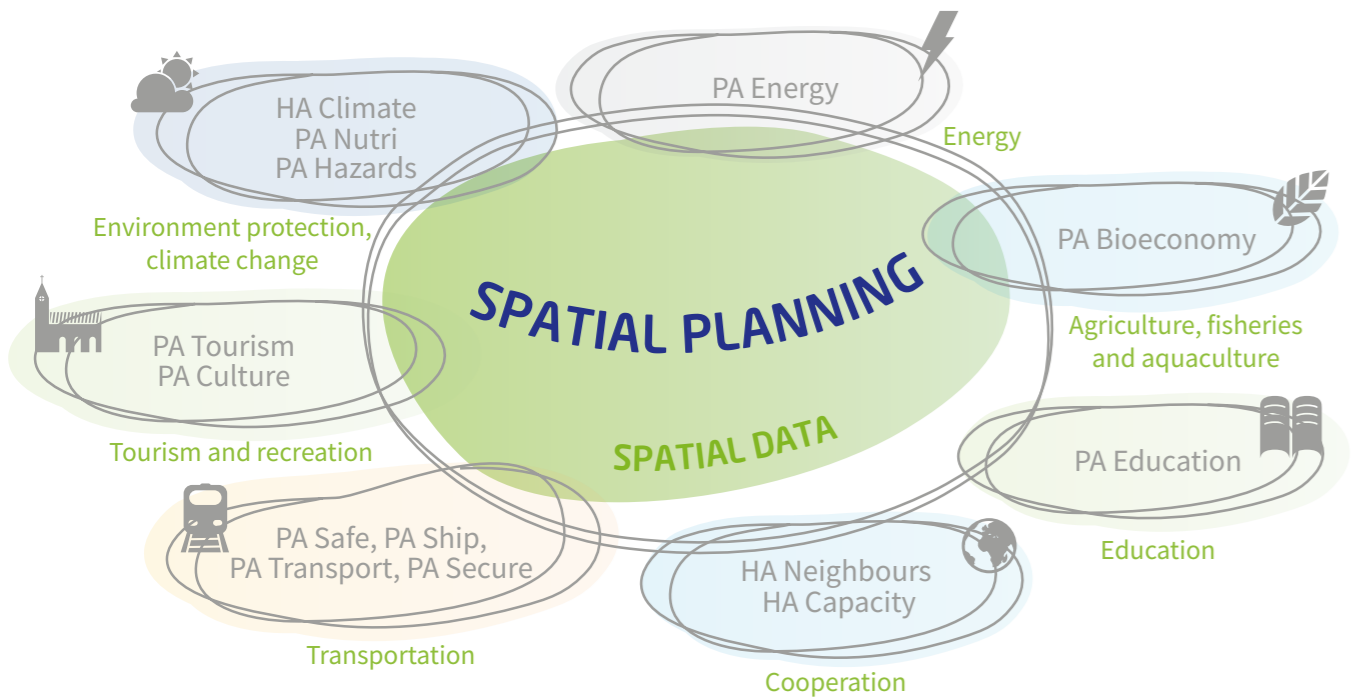 PA Energy
Energy
HA Climate
PA Nutri
PA Hazards
Environment protection,
climate change
PA Bioeconomy
Agriculture, fisheries
and aquaculture
SPATIAL PLANNING
SPATIAL DATA
PA Tourism
PA Culture
Tourism and recreation
PA Education
Education
PA Safe, PA Ship,
PA Transport, PA Secure
Transportation
HA Neighbours
HA Capacity
Cooperation